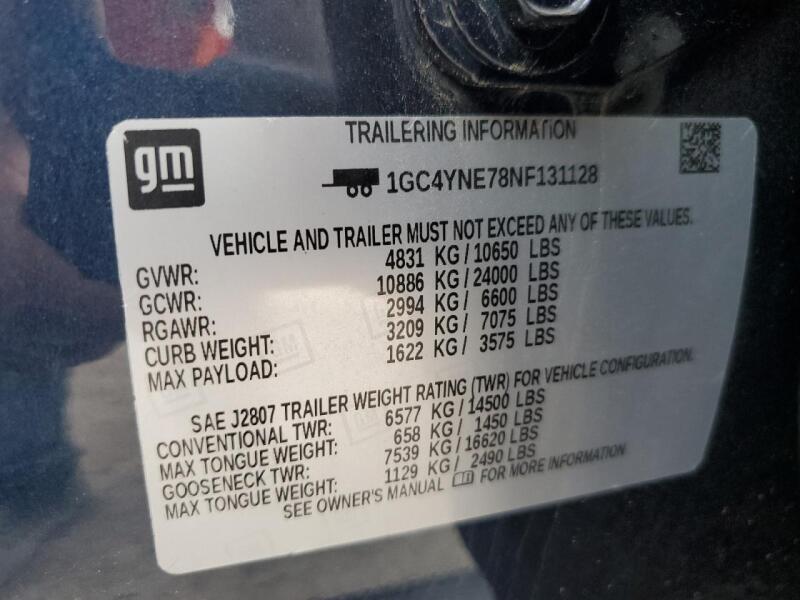 gm
TRAILERING INFORMATION
1GC4YNE78NF131128
VEHICLE AND TRAILER MUST NOT EXCEED ANY OF THESE VALUES.
GVWR: 4831 KG/10650 LBS
GCWR: 10886 KG/24000 LBS
RGAWR: 2994 KG/ 6600 LBS
CURB WEIGHT: 3209 KG/ 7075 LBS
MAX PAYLOAD: 1622 KG/ 3575 LBS
SAE J2807 TRAILER WEIGHT RATING (TWR) FOR VEHICLE CONFIGURATION.
CONVENTIONAL TWR: 6577 KG/14500 LBS
MAX TONGUE WEIGHT: 658 KG/ 1450 LBS
GOOSENECK TWR: 7539 KG/16620 LBS
MAX TONGUE WEIGHT: 1129 KG/ 2490 LBS
SEE OWNER'S MANUAL FOR MORE INFORMATION